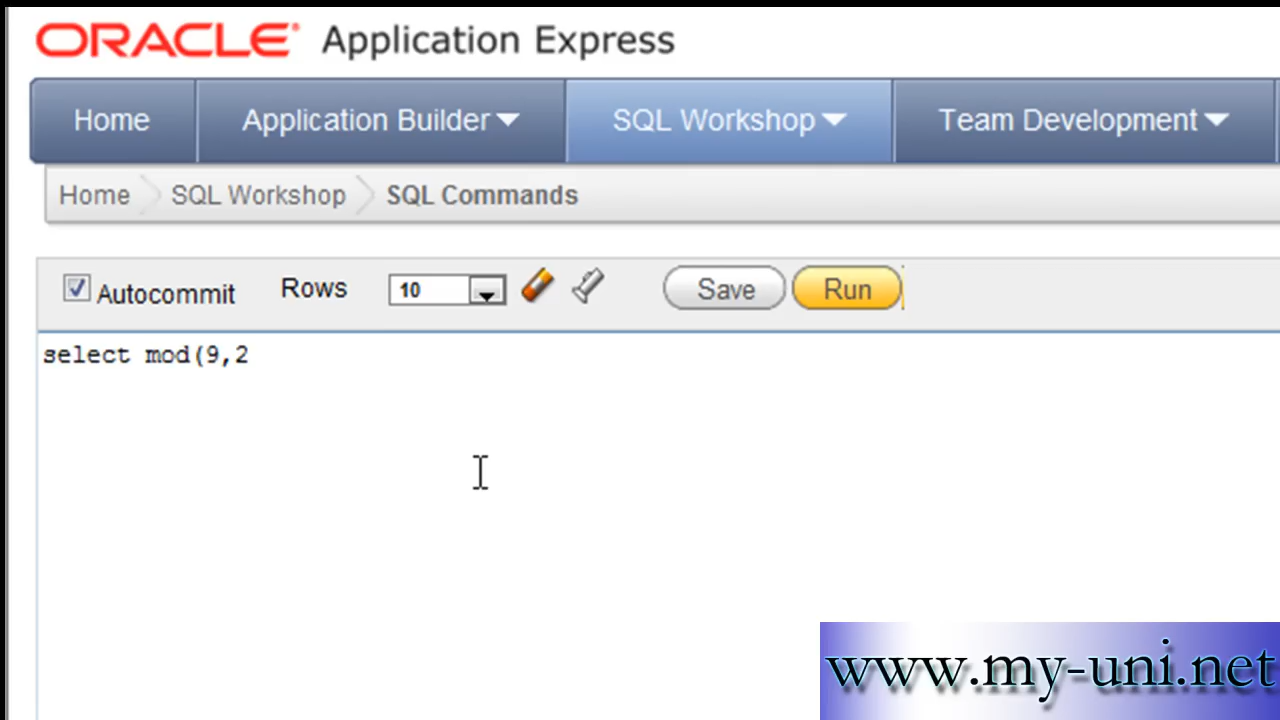 ORACLE Application Express
Home Application Builder SQL Workshop Team Development
Home SQL Workshop SQL Commands
Autocommit Rows 10 Save Run
select mod(9,2
www.my-uni.net